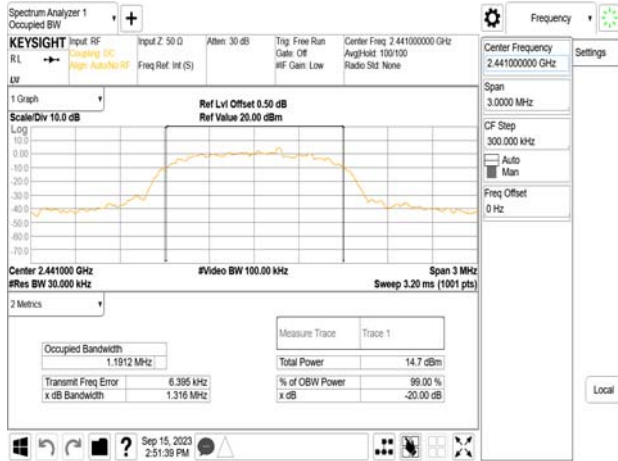 Spectrum Analyzer 1
Occupied BW
+
Frequency
KEYSIGHT
RL
LVI
Input: RF
Coupling: DC
Align: Auto/No RF
Input Z: 50 Ω
Freq Ref: Int (S)
Atten: 30 dB
Trig: Free Run
Gate: Off
#IF Gain: Low
Center Freq: 2.441000000 GHz
Avg|Hold: 100/100
Radio Std: None
Center Frequency
2.441000000 GHz
Settings
Span
3.0000 MHz
CF Step
300.000 kHz
Auto
Man
Freq Offset
0 Hz
Local
1 Graph
Scale/Div 10.0 dB
Ref Lvl Offset 0.50 dB
Ref Value 20.00 dBm
Log
10.0
0.00
-10.0
-20.0
-30.0
-40.0
-50.0
-60.0
-70.0
Center 2.441000 GHz
#Res BW 30.000 kHz
#Video BW 100.00 kHz
Span 3 MHz
Sweep 3.20 ms (1001 pts)
2 Metrics
Measure Trace
Trace 1
Occupied Bandwidth
1.1912 MHz
Total Power
14.7 dBm
Transmit Freq Error
6.395 kHz
% of OBW Power
99.00 %
x dB Bandwidth
1.316 MHz
x dB
-20.00 dB
?
Sep 15, 2023
2:51:39 PM